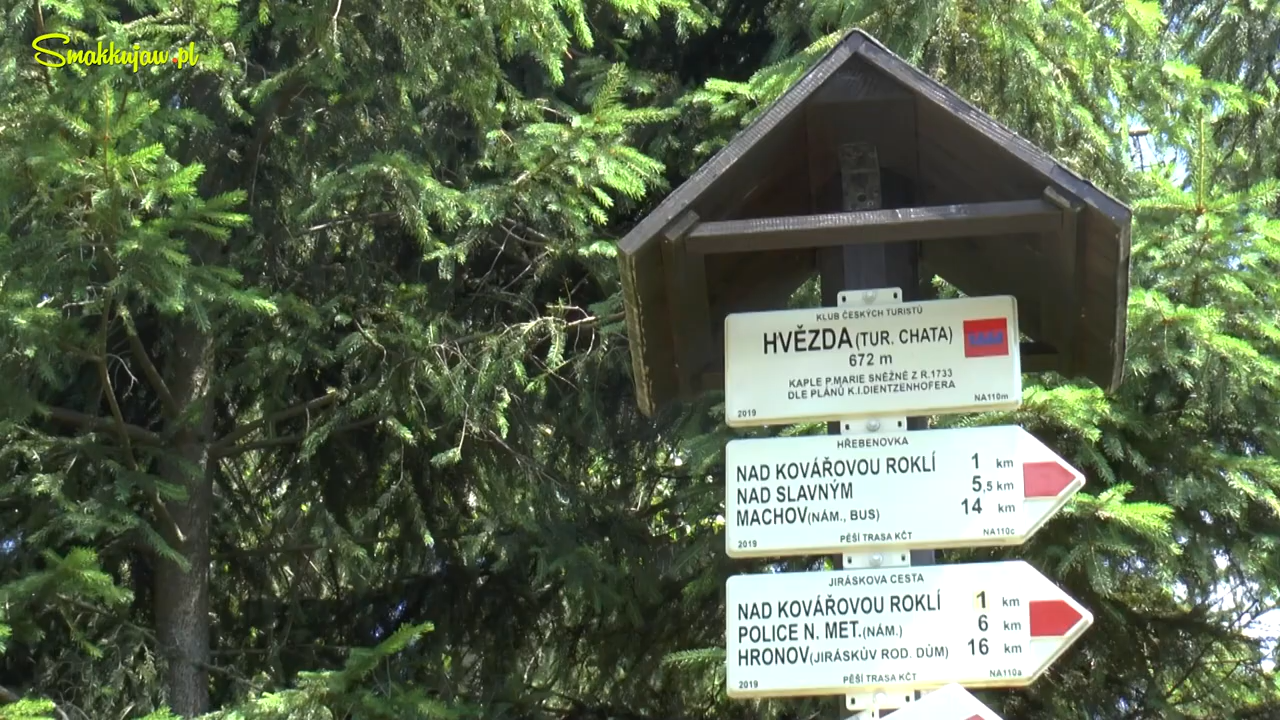 Smakkujaw.pl
KLUB ČESKÝCH TURISTŮ
HVĚZDA (TUR. CHATA)
672 m
KAPLE P.MARIE SNĚŽNÉ Z R.1733
DLE PLÁNŮ K.I.DIENTZENHOFERA
2019 NA110m
HŘEBENOVKA
NAD KOVÁŘOVOU ROKLÍ 1 km
NAD SLAVNÝM 5,5 km
MACHOV (NÁM., BUS) 14 km
2019 PĚŠÍ TRASA KČT NA110c
JIRÁSKOVA CESTA
NAD KOVÁŘOVOU ROKLÍ 1 km
POLICE N. MET. (NÁM.) 6 km
HRONOV (JIRÁSKŮV ROD. DŮM) 16 km
2019 PĚŠÍ TRASA KČT NA110a